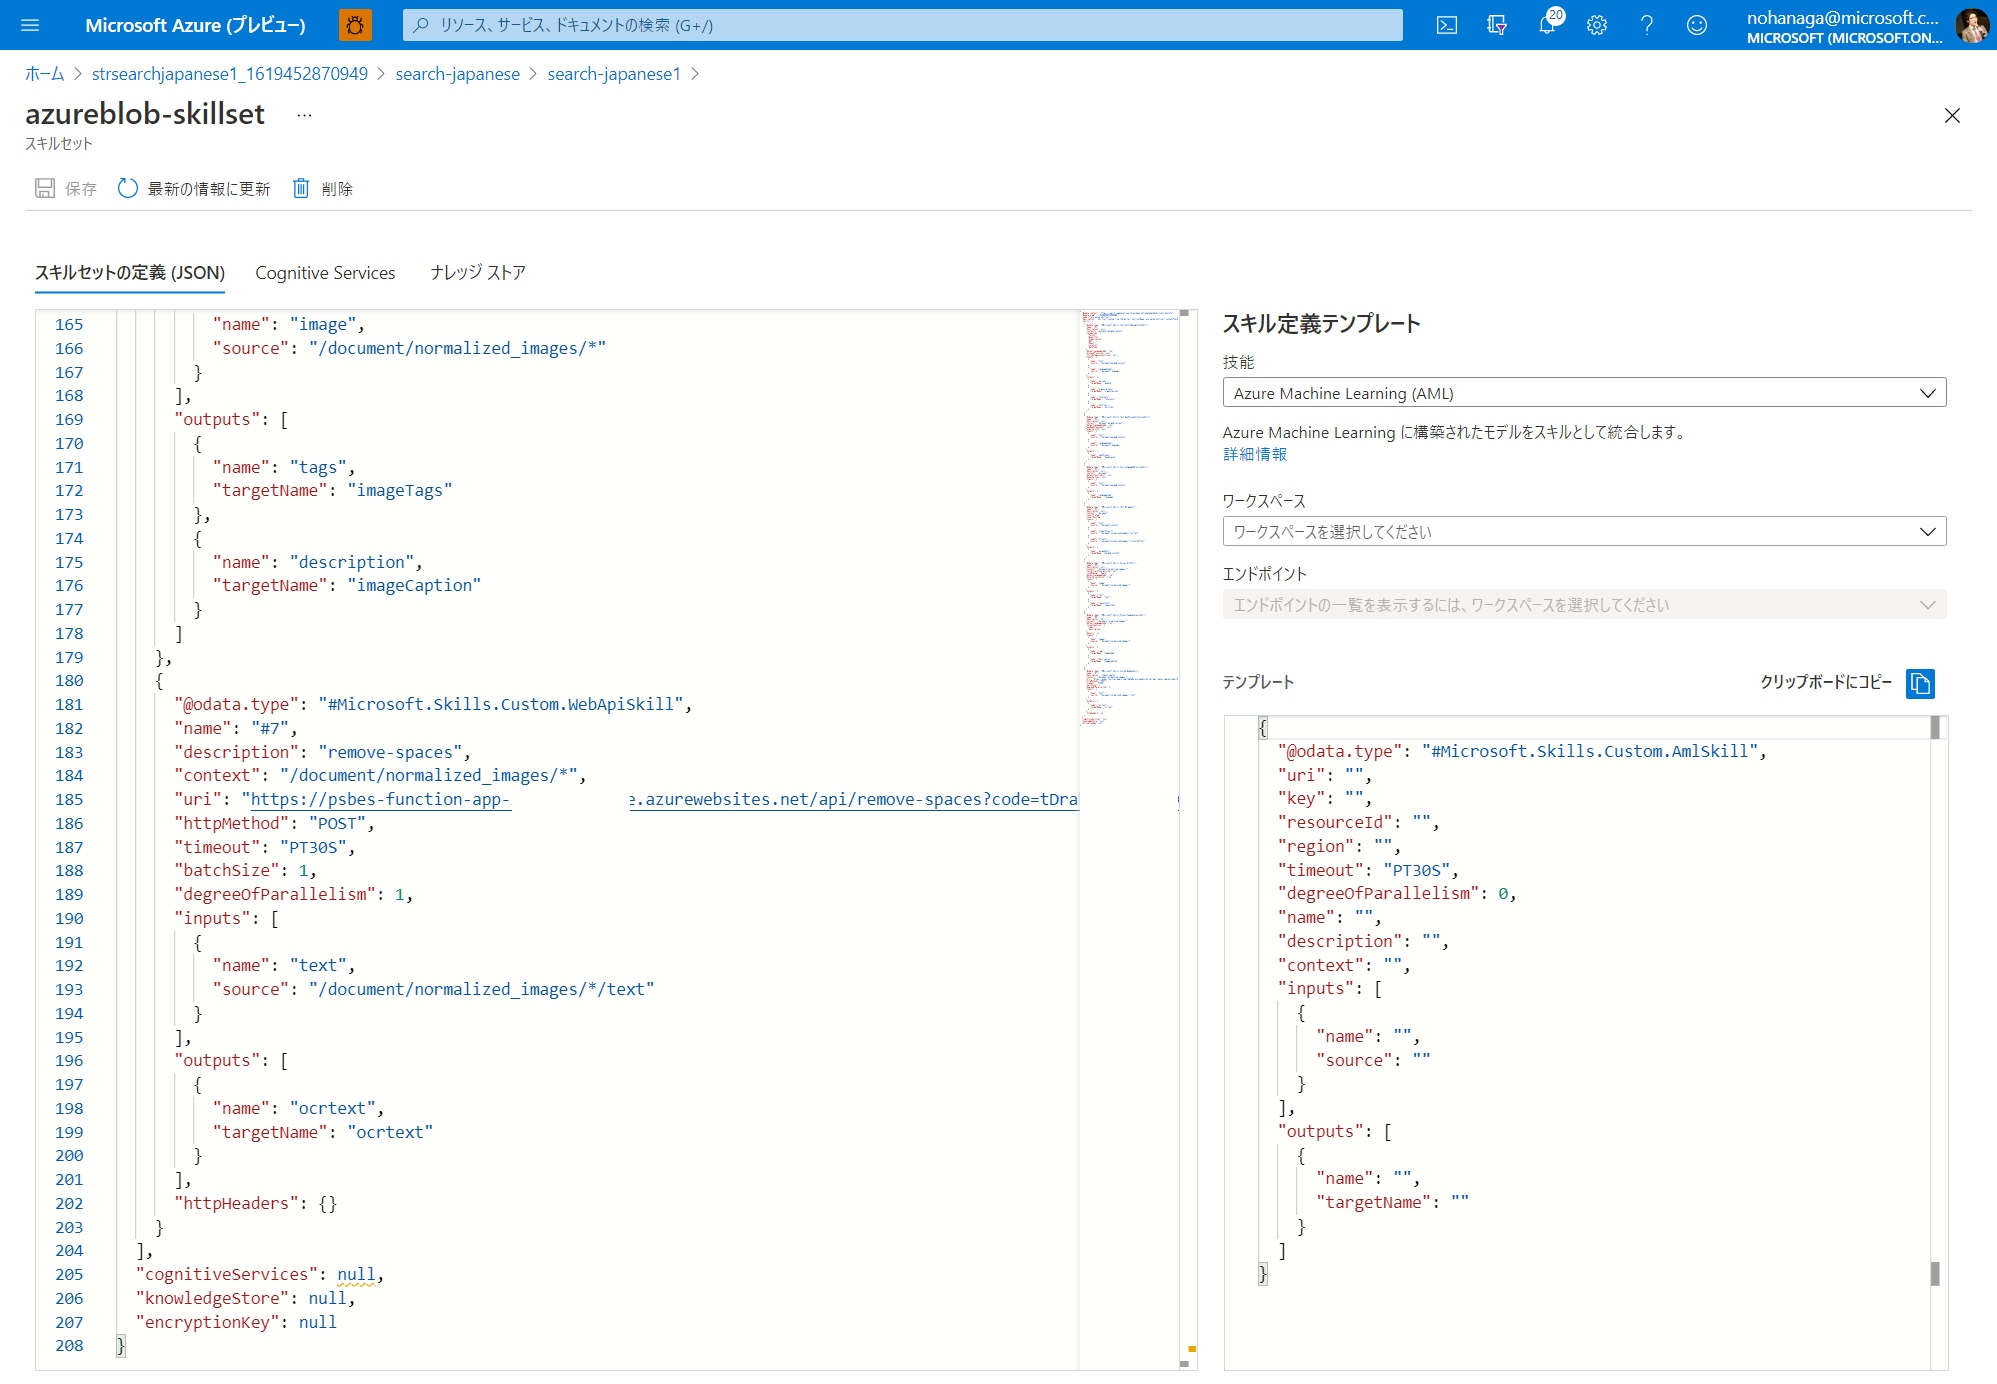 Microsoft Azure (プレビュー)
リソース、サービス、ドキュメントの検索 (G+/)
20
nohanaga@microsoft.c...
MICROSOFT (MICROSOFT.ON...
ホーム > strsearchjapanese1_1619452870949 > search-japanese > search-japanese1 >
azureblob-skillset ...
スキルセット
保存 最新の情報に更新 削除
スキルセットの定義 (JSON) Cognitive Services ナレッジ ストア
165 "name": "image",
166 "source": "/document/normalized_images/*"
167 }
168 ],
169 "outputs": [
170 {
171 "name": "tags",
172 "targetName": "imageTags"
173 },
174 {
175 "name": "description",
176 "targetName": "imageCaption"
177 }
178 ]
179 },
180 {
181 "@odata.type": "#Microsoft.Skills.Custom.WebApiSkill",
182 "name": "#7",
183 "description": "remove-spaces",
184 "context": "/document/normalized_images/*",
185 "uri": "https://psbes-function-app- e.azurewebsites.net/api/remove-spaces?code=tDra
186 "httpMethod": "POST",
187 "timeout": "PT30S",
188 "batchSize": 1,
189 "degreeOfParallelism": 1,
190 "inputs": [
191 {
192 "name": "text",
193 "source": "/document/normalized_images/*/text"
194 }
195 ],
196 "outputs": [
197 {
198 "name": "ocrtext",
199 "targetName": "ocrtext"
200 }
201 ],
202 "httpHeaders": {}
203 }
204 ],
205 "cognitiveServices": null,
206 "knowledgeStore": null,
207 "encryptionKey": null
208 }
スキル定義テンプレート
技能
Azure Machine Learning (AML)
Azure Machine Learning に構築されたモデルをスキルとして統合します。
詳細情報
ワークスペース
ワークスペースを選択してください
エンドポイント
エンドポイントの一覧を表示するには、ワークスペースを選択してください
テンプレート クリップボードにコピー
{
"@odata.type": "#Microsoft.Skills.Custom.AmlSkill",
"uri": "",
"key": "",
"resourceId": "",
"region": "",
"timeout": "PT30S",
"degreeOfParallelism": 0,
"name": "",
"description": "",
"context": "",
"inputs": [
{
"name": "",
"source": ""
}
],
"outputs": [
{
"name": "",
"targetName": ""
}
]
}